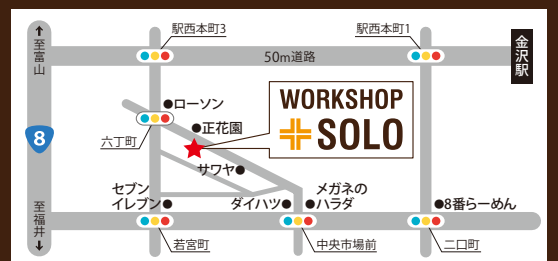 ↑至富山
駅西本町3
駅西本町1
50m道路
金沢駅
ローソン
正花園
WORKSHOP
SOLO
8
六丁町
サワヤ
至福井↓
セブン
イレブン
ダイハツ
メガネの
ハラダ
8番らーめん
若宮町
中央市場前
二口町